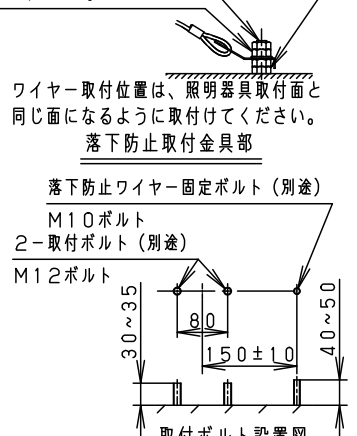 ワイヤー取付位置は、照明器具取付面と
同じ面になるように取付けてください。
落下防止取付金具部
落下防止ワイヤー固定ボルト（別途）
M10ボルト
2-取付ボルト（別途）
M12ボルト
80
150±10
30~35
40~50
取付ボルト設置図